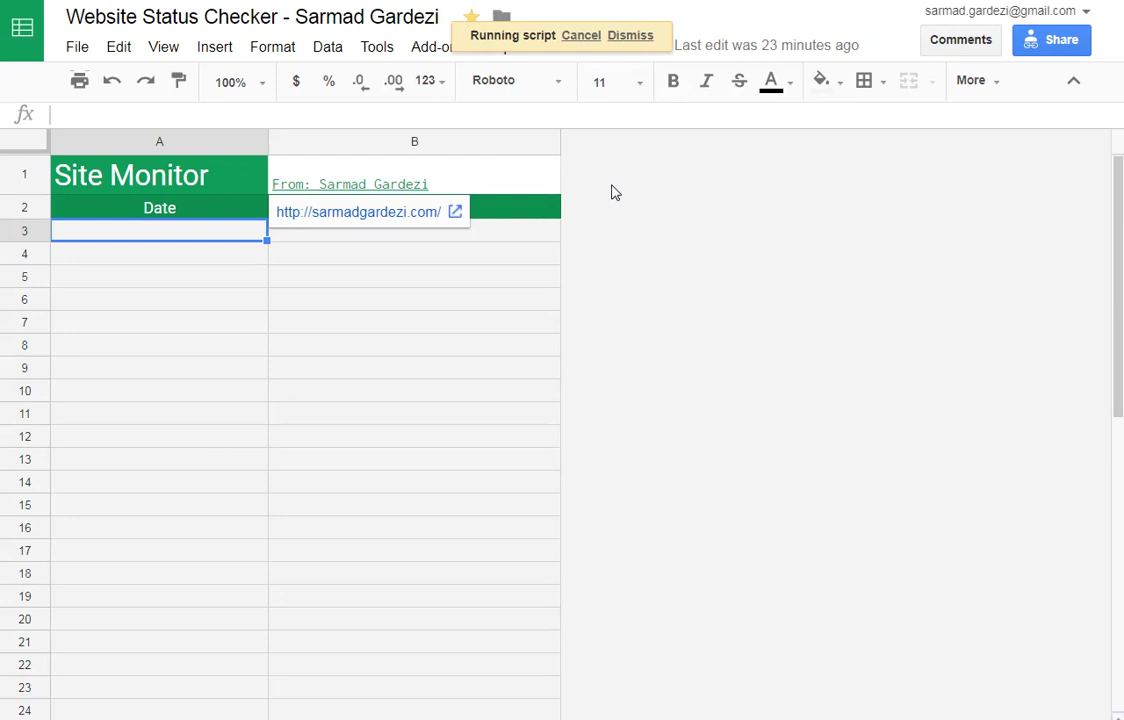 Website Status Checker - Sarmad Gardezi
sarmad.gardezi@gmail.com
File Edit View Insert Format Data Tools Add-o
Running script Cancel Dismiss
Last edit was 23 minutes ago
Comments
Share
100% $ % .0 .00 123 Roboto 11 B I S A More
fx
A B
1 Site Monitor From: Sarmad Gardezi
2 Date http://sarmadgardezi.com/
3
4
5
6
7
8
9
10
11
12
13
14
15
16
17
18
19
20
21
22
23
24